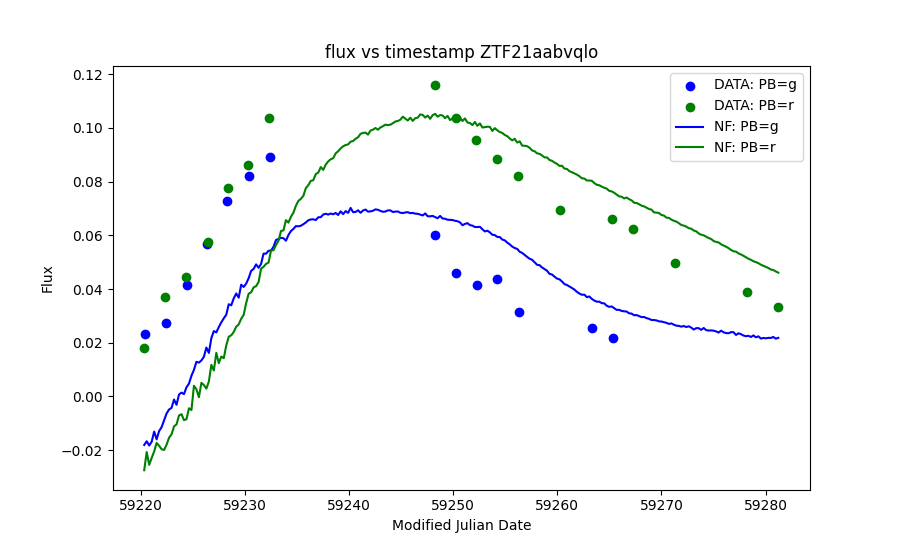 flux vs timestamp ZTF21aabvqlo
0.12
0.10
0.08
0.06
0.04
0.02
0.00
−0.02
Flux
DATA: PB=g
DATA: PB=r
NF: PB=g
NF: PB=r
59220 59230 59240 59250 59260 59270 59280
Modified Julian Date